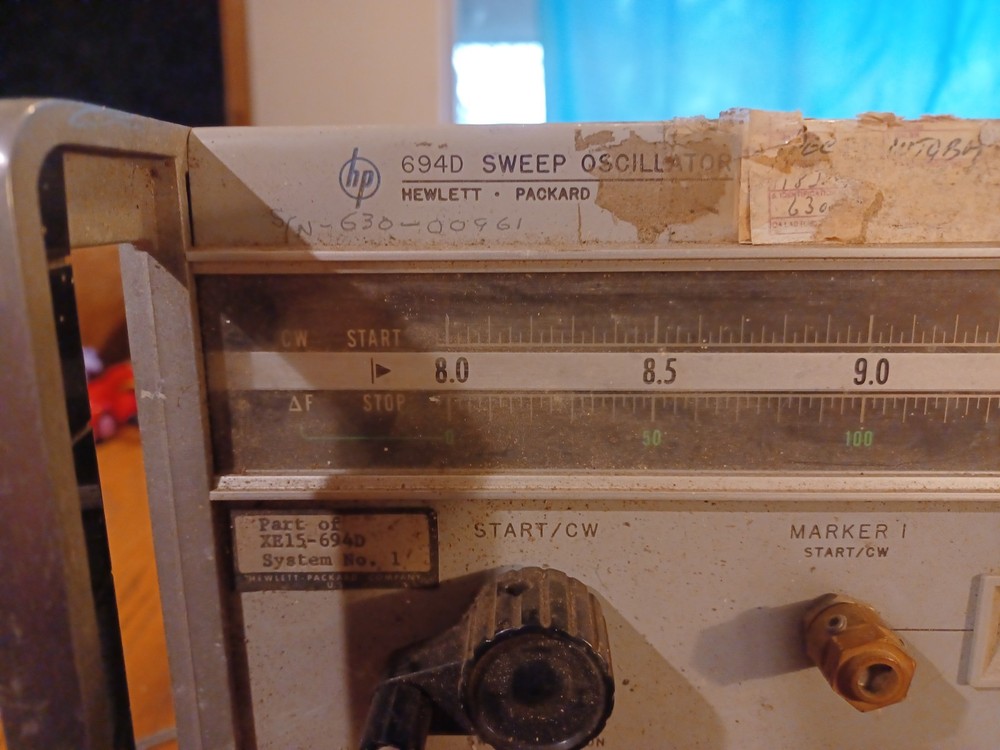 hp
694D SWEEP OSCILLATOR
HEWLETT · PACKARD
S/N-630-00961
630
CW START
8.0 8.5 9.0
ΔF STOP
0 50 100
Part of
XE15-694D
System No. 1
HEWLETT-PACKARD COMPANY
START/CW
MARKER I
START/CW